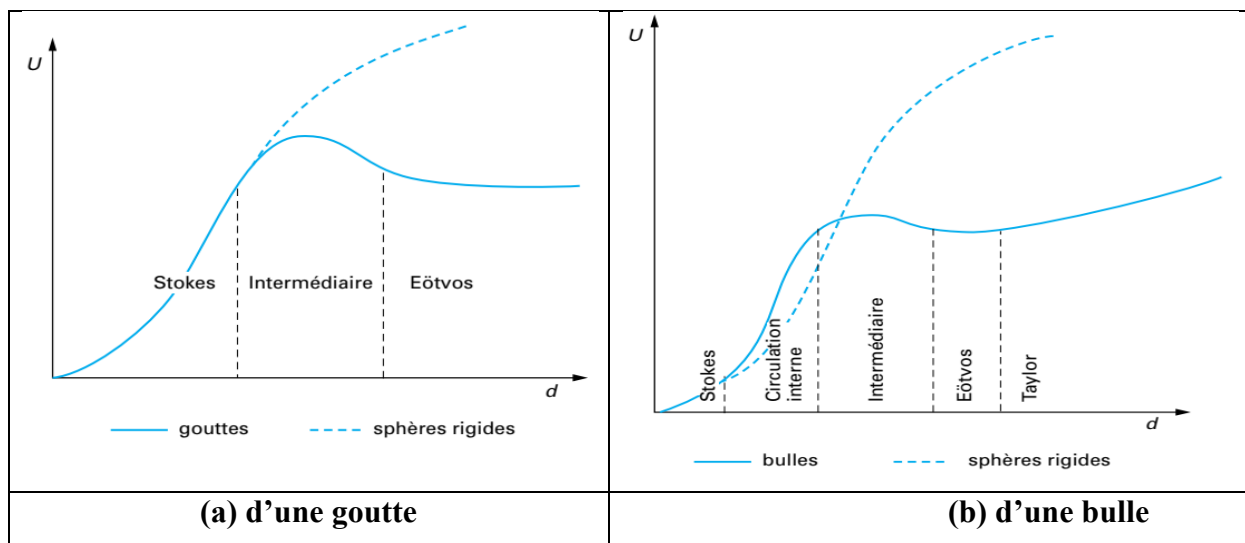 U
Stokes
Intermédiaire
Eötvos
d
gouttes
sphères rigides
(a) d’une goutte
U
Stokes
Circulation
interne
Intermédiaire
Eötvos
Taylor
d
bulles
sphères rigides
(b) d’une bulle